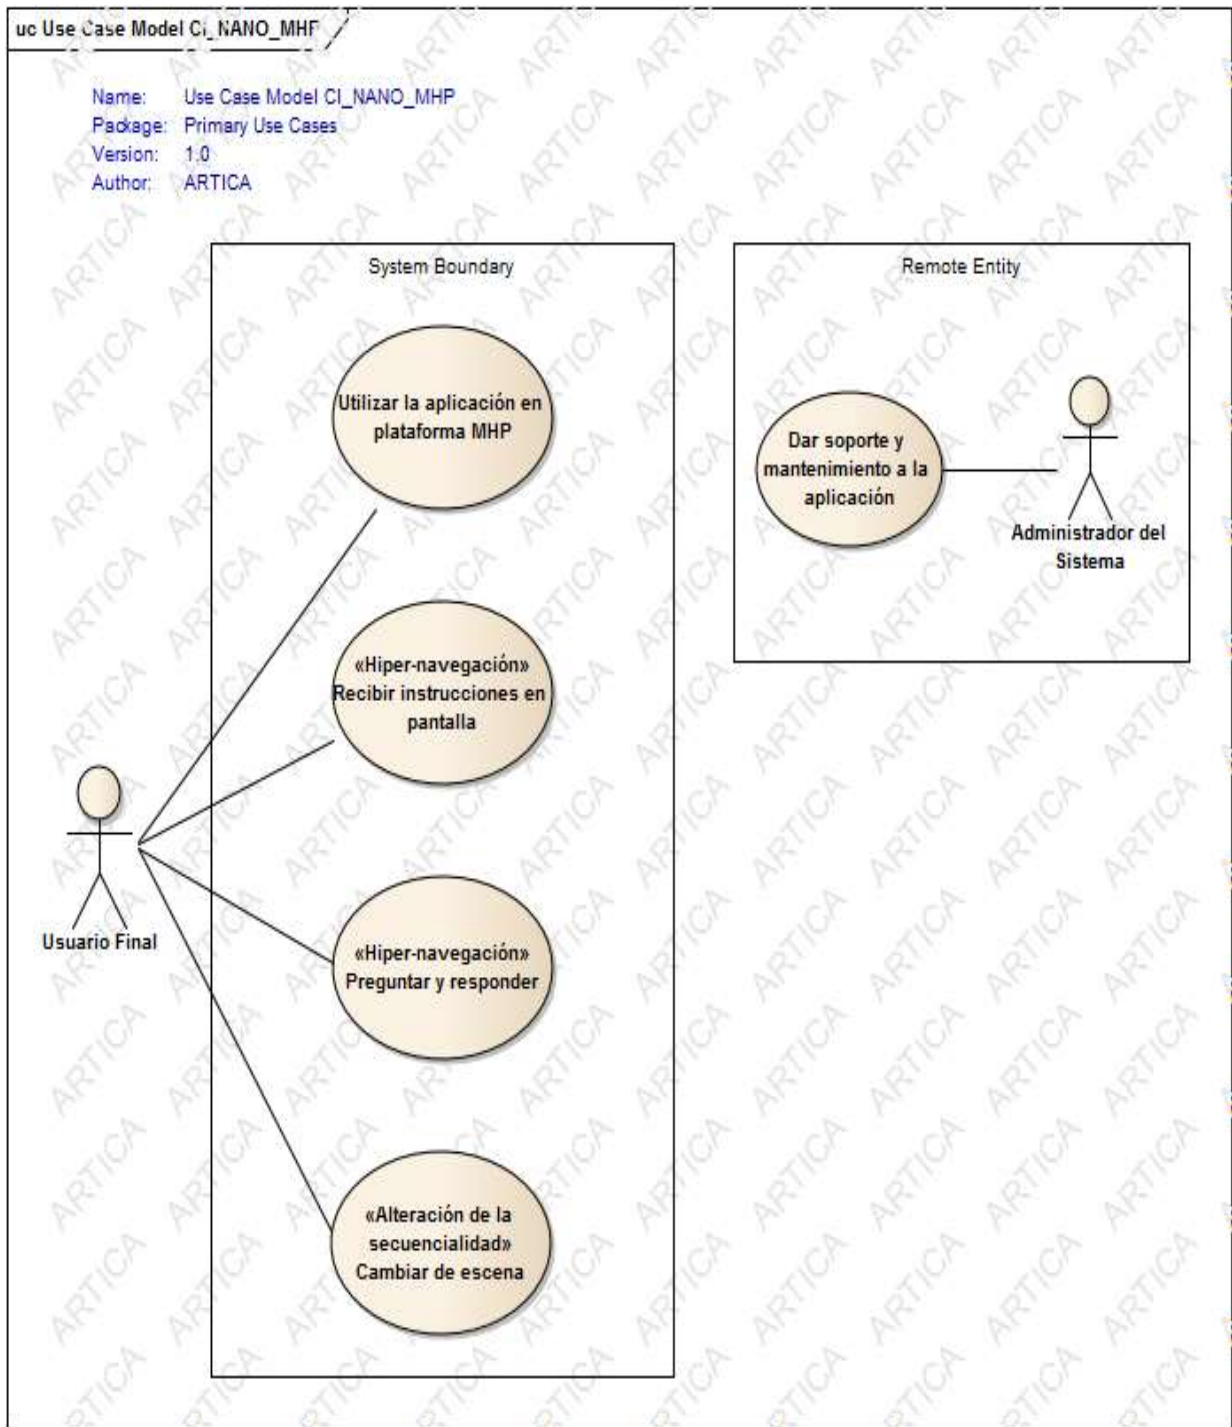 uc Use Case Model CI_NANO_MHP
Name: Use Case Model CI_NANO_MHP
Package: Primary Use Cases
Version: 1.0
Author: ARTICA
System Boundary
Utilizar la aplicación en
plataforma MHP
«Hiper-navegación»
Recibir instrucciones en
pantalla
«Hiper-navegación»
Preguntar y responder
«Alteración de la
secuencialidad»
Cambiar de escena
Usuario Final
Remote Entity
Dar soporte y
mantenimiento a la
aplicación
Administrador del
Sistema
ARTICA